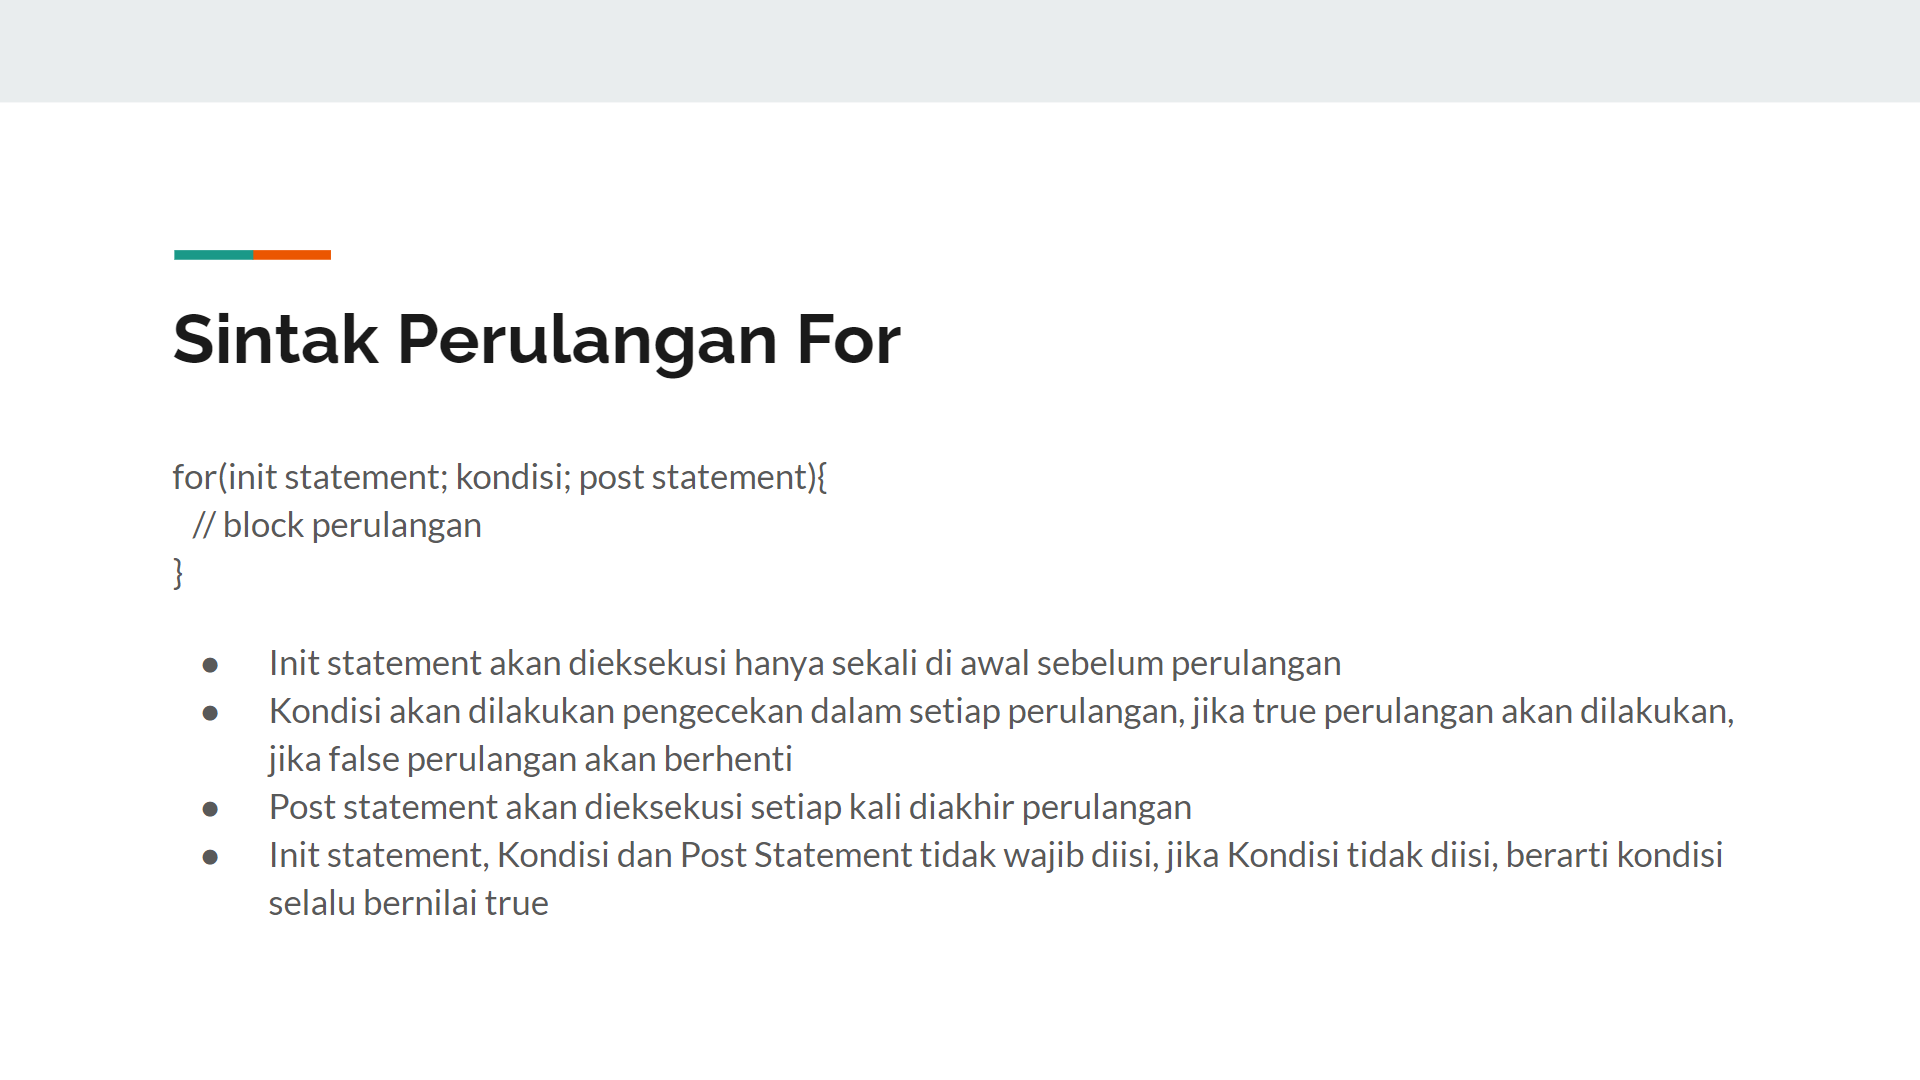 Sintak Perulangan For
for(init statement; kondisi; post statement){
// block perulangan
}
● Init statement akan dieksekusi hanya sekali di awal sebelum perulangan
● Kondisi akan dilakukan pengecekan dalam setiap perulangan, jika true perulangan akan dilakukan,
jika false perulangan akan berhenti
● Post statement akan dieksekusi setiap kali diakhir perulangan
● Init statement, Kondisi dan Post Statement tidak wajib diisi, jika Kondisi tidak diisi, berarti kondisi
selalu bernilai true